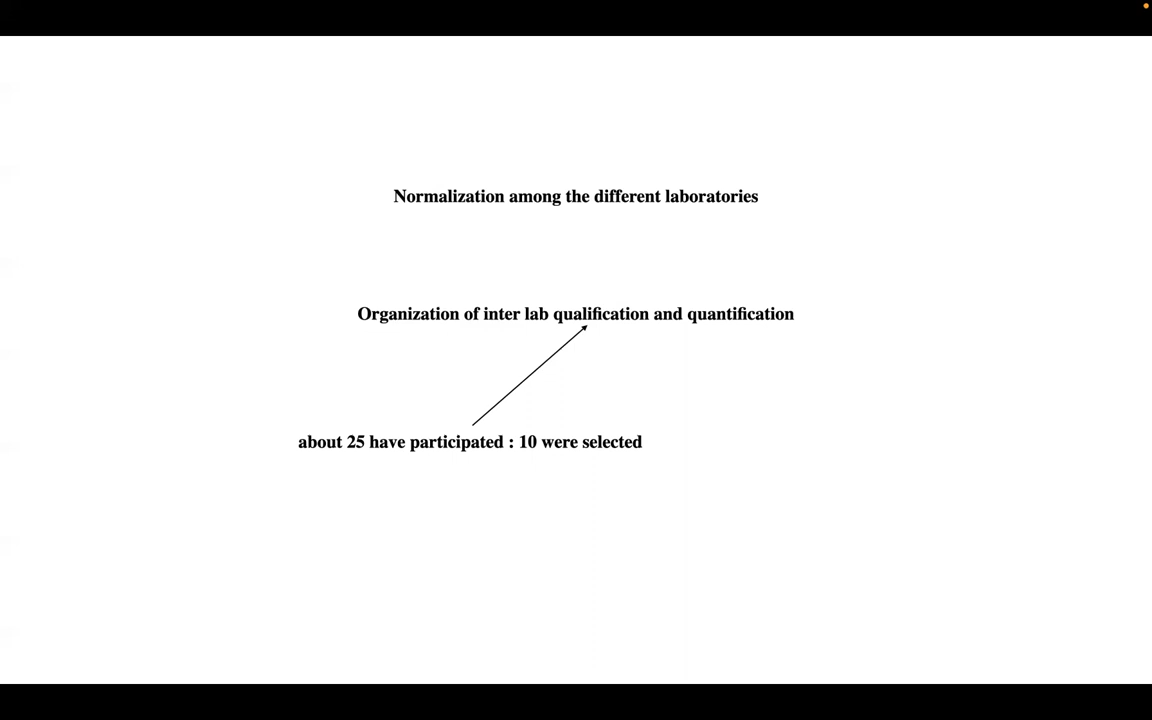 Normalization among the different laboratories
Organization of inter lab qualification and quantification
about 25 have participated : 10 were selected